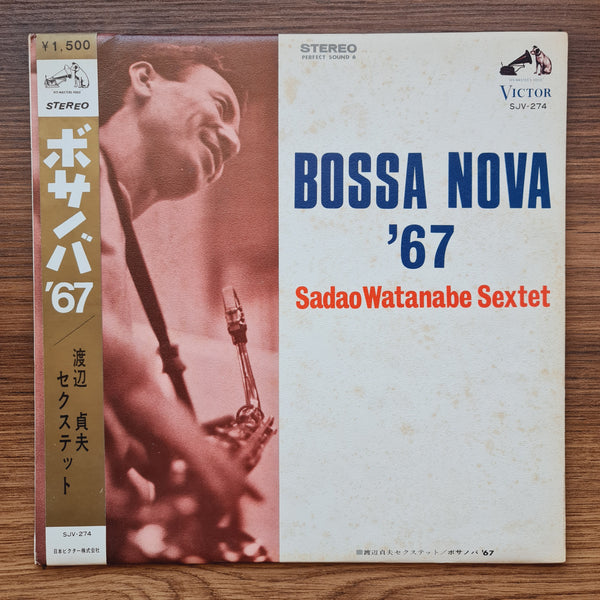 ¥1,500
HIS MASTER'S VOICE
STEREO
ボサノバ
'67
渡辺貞夫
セクステット
SJV-274
日本ビクター株式会社
STEREO
PERFECT SOUND
VICTOR
SJV-274
BOSSA NOVA
'67
Sadao Watanabe Sextet
渡辺貞夫セクステット/ボサノバ '67